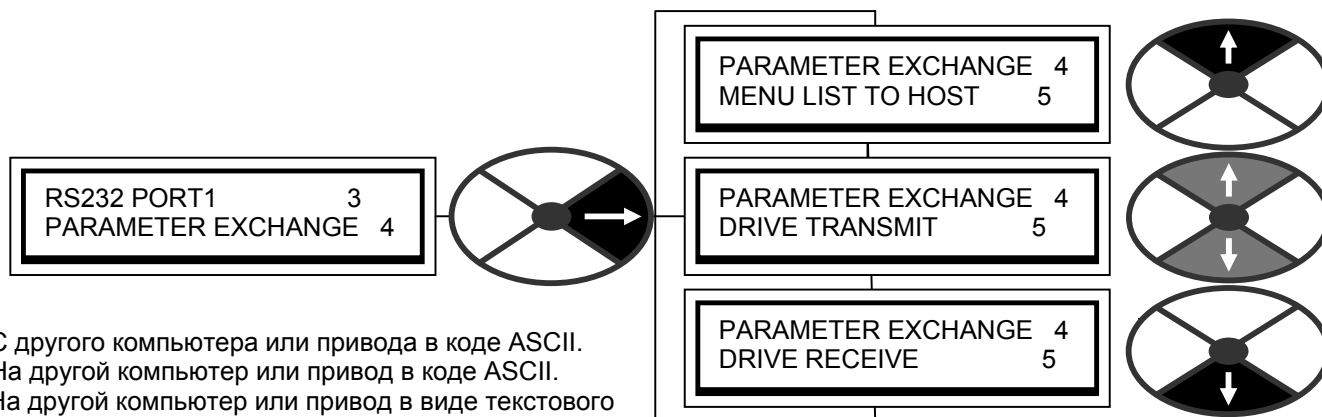 PARAMETER EXCHANGE 4
MENU LIST TO HOST 5
RS232 PORT1 3
PARAMETER EXCHANGE 4
PARAMETER EXCHANGE 4
DRIVE TRANSMIT 5
PARAMETER EXCHANGE 4
DRIVE RECEIVE 5
С другого компьютера или привода в коде ASCII.
На другой компьютер или привод в коде ASCII.
На другой компьютер или привод в виде текстового